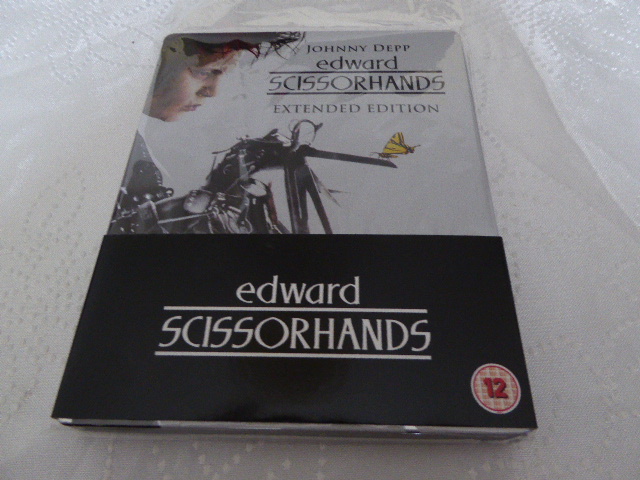 JOHNNY DEPP
edward
SCISSORHANDS
EXTENDED EDITION
edward
SCISSORHANDS
12